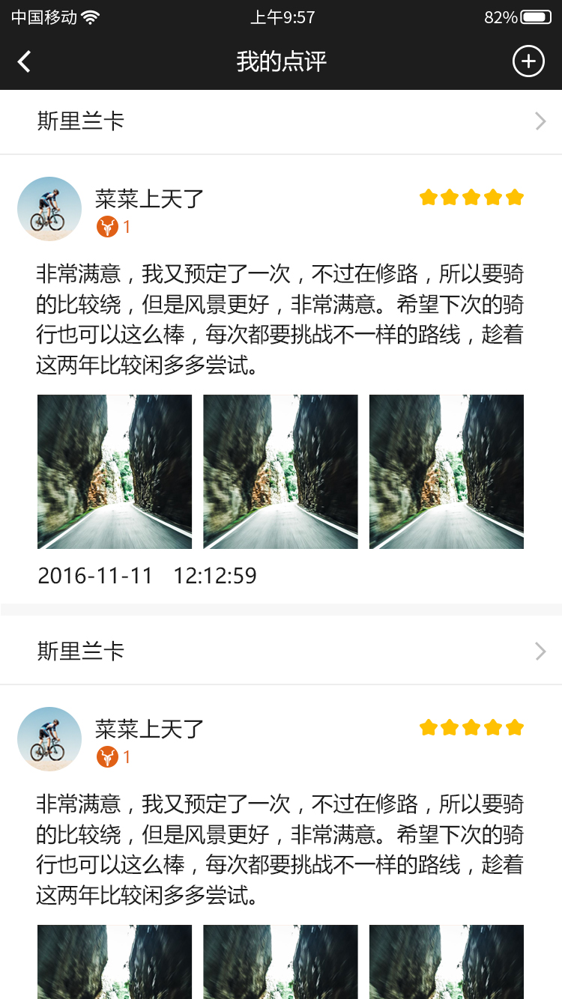 中国移动 上午9:57 82%
我的点评
斯里兰卡
菜菜上天了
1
非常满意，我又预定了一次，不过在修路，所以要骑
的比较绕，但是风景更好，非常满意。希望下次的骑
行也可以这么棒，每次都要挑战不一样的路线，趁着
这两年比较闲多多尝试。
2016-11-11 12:12:59
斯里兰卡
菜菜上天了
1
非常满意，我又预定了一次，不过在修路，所以要骑
的比较绕，但是风景更好，非常满意。希望下次的骑
行也可以这么棒，每次都要挑战不一样的路线，趁着
这两年比较闲多多尝试。